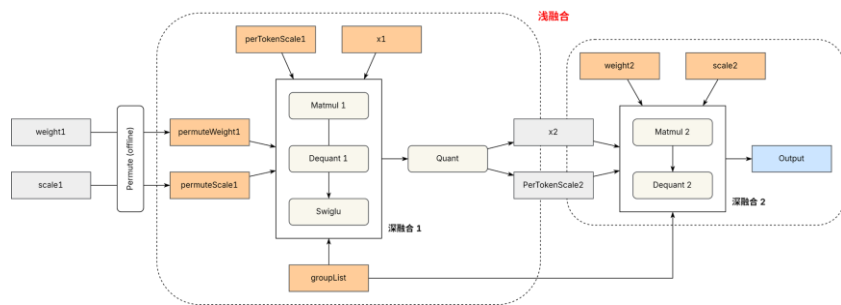 浅融合
perTokenScale1
x1
weight2
scale2
weight1
Permute (offline)
permuteWeight1
Matmul 1
x2
Matmul 2
Dequant 1
Quant
Output
scale1
permuteScale1
PerTokenScale2
Dequant 2
Swiglu
深融合 2
深融合 1
groupList